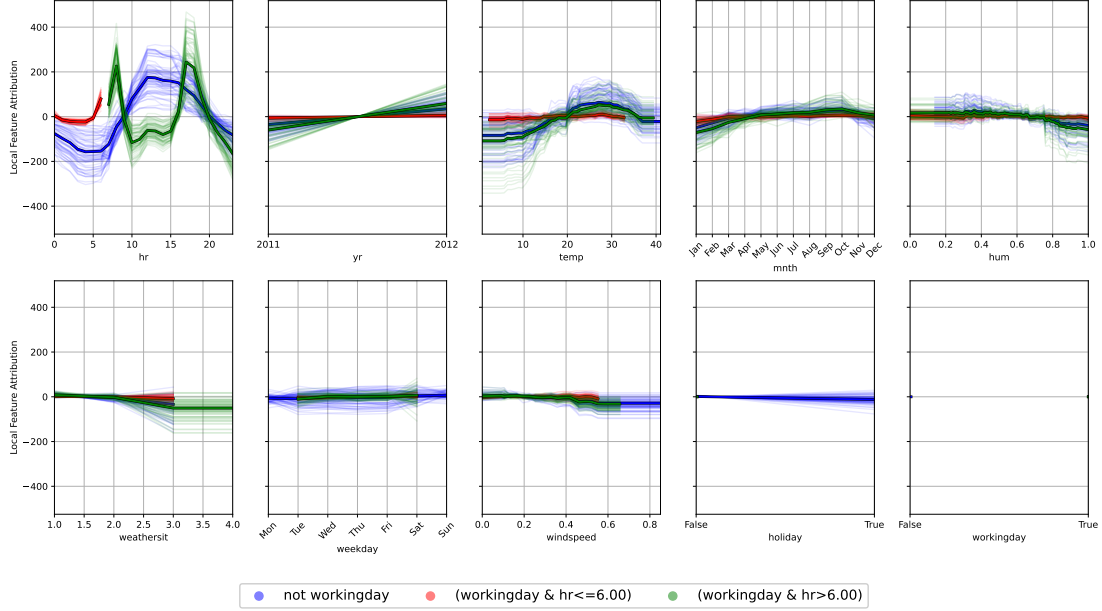 400
200
0
−200
−400
Local Feature Attribution
0 5 10 15 20
hr
2011 2012
yr
10 20 30 40
temp
Jan Feb Mar Apr May Jun Jul Aug Sep Oct Nov Dec
mnth
0.0 0.2 0.4 0.6 0.8 1.0
hum
400
200
0
−200
−400
Local Feature Attribution
1.0 1.5 2.0 2.5 3.0 3.5 4.0
weathersit
Mon Tue Wed Thu Fri Sat Sun
weekday
0.0 0.2 0.4 0.6 0.8
windspeed
False True
holiday
False True
workingday
not workingday (workingday & hr<=6.00) (workingday & hr>6.00)